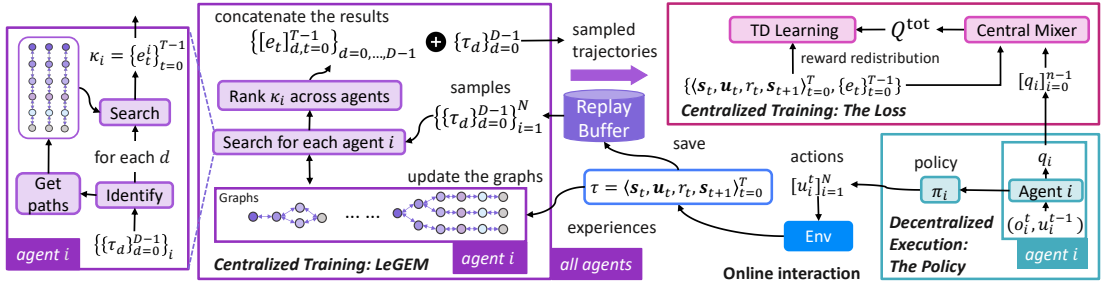 κ_i = {e_t^i}_{t=0}^{T-1}
Search
for each d
Get paths
Identify
{{τ_d}_{d=0}^{D-1}}_i
agent i
concatenate the results
{[e_t]_{d,t=0}^{T-1}}_{d=0,…,D-1} + {τ_d}_{d=0}^{D-1}
Rank κ_i across agents
Search for each agent i
samples
{{τ_d}_{d=0}^{D-1}}_{i=1}^N
update the graphs
Graphs
... ...
Centralized Training: LeGEM
agent i
all agents
sampled
trajectories
Replay
Buffer
save
τ = ⟨s_t, u_t, r_t, s_{t+1}⟩_{t=0}^T
experiences
actions
[u_i^t]_{i=1}^N
Env
Online interaction
TD Learning
Q^tot
Central Mixer
reward redistribution
{⟨s_t, u_t, r_t, s_{t+1}⟩_{t=0}^T, {e_t}_{t=0}^{T-1}}
[q_i]_{i=0}^{n-1}
Centralized Training: The Loss
policy
π_i
q_i
Agent i
(o_i^t, u_i^{t-1})
Decentralized
Execution:
The Policy
agent i